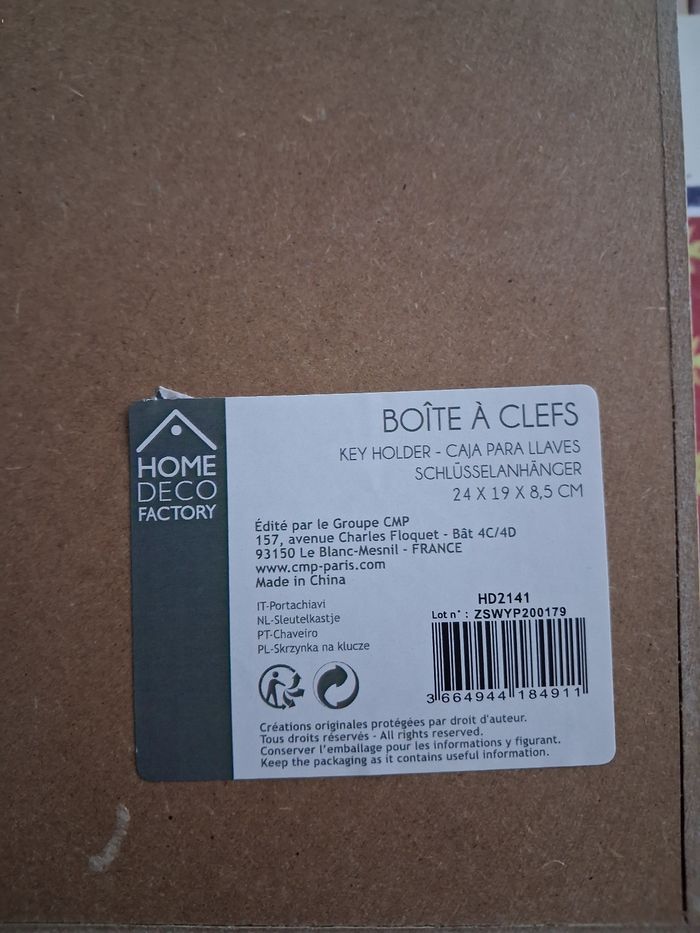 HOME
DECO
FACTORY
BOÎTE À CLEFS
KEY HOLDER - CAJA PARA LLAVES
SCHLÜSSELANHÄNGER
24 X 19 X 8,5 CM
Édité par le Groupe CMP
157, avenue Charles Floquet - Bât 4C/4D
93150 Le Blanc-Mesnil - FRANCE
www.cmp-paris.com
Made in China
IT-Portachiavi
NL-Sleutelkastje
PT-Chaveiro
PL-Skrzynka na klucze
HD2141
Lot n° : ZSWYP200179
3 664944 184911
Créations originales protégées par droit d'auteur.
Tous droits réservés - All rights reserved.
Conserver l'emballage pour les informations y figurant.
Keep the packaging as it contains useful information.